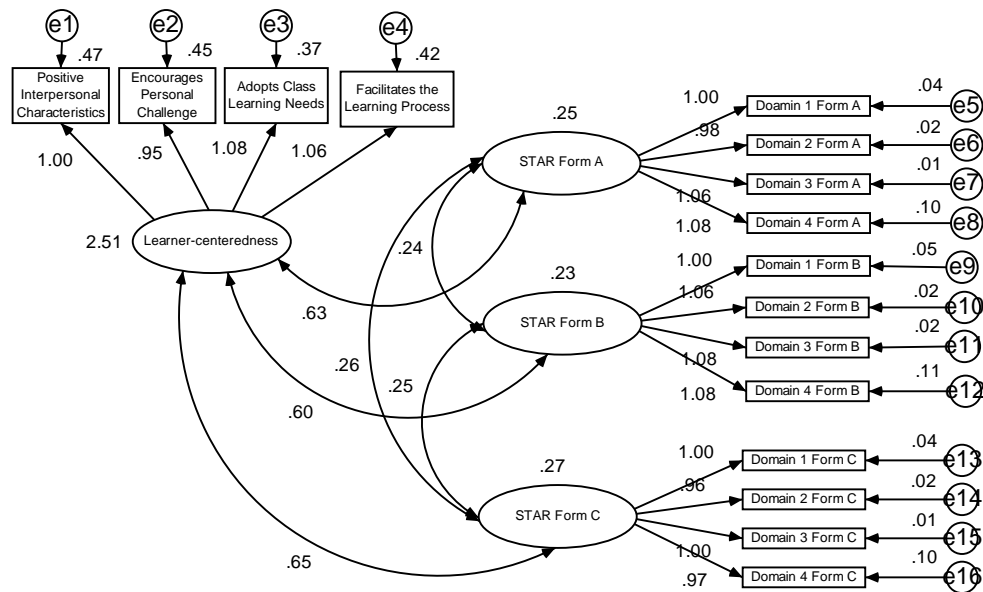 e1
e2
e3
e4
.47
.45
.37
.42
Positive
Interpersonal
Characteristics
Encourages
Personal
Challenge
Adopts Class
Learning Needs
Facilitates the
Learning Process
1.00
.95
1.08
1.06
2.51
Learner-centeredness
.25
STAR Form A
1.00
.98
1.06
1.08
Doamin 1 Form A
Domain 2 Form A
Domain 3 Form A
Domain 4 Form A
.04
.02
.01
.10
e5
e6
e7
e8
.24
.63
.23
STAR Form B
1.00
1.06
1.08
1.08
Domain 1 Form B
Domain 2 Form B
Domain 3 Form B
Domain 4 Form B
.05
.02
.02
.11
e9
e10
e11
e12
.26
.25
.60
.27
STAR Form C
1.00
.96
1.00
.97
Domain 1 Form C
Domain 2 Form C
Domain 3 Form C
Domain 4 Form C
.04
.02
.01
.10
e13
e14
e15
e16
.65